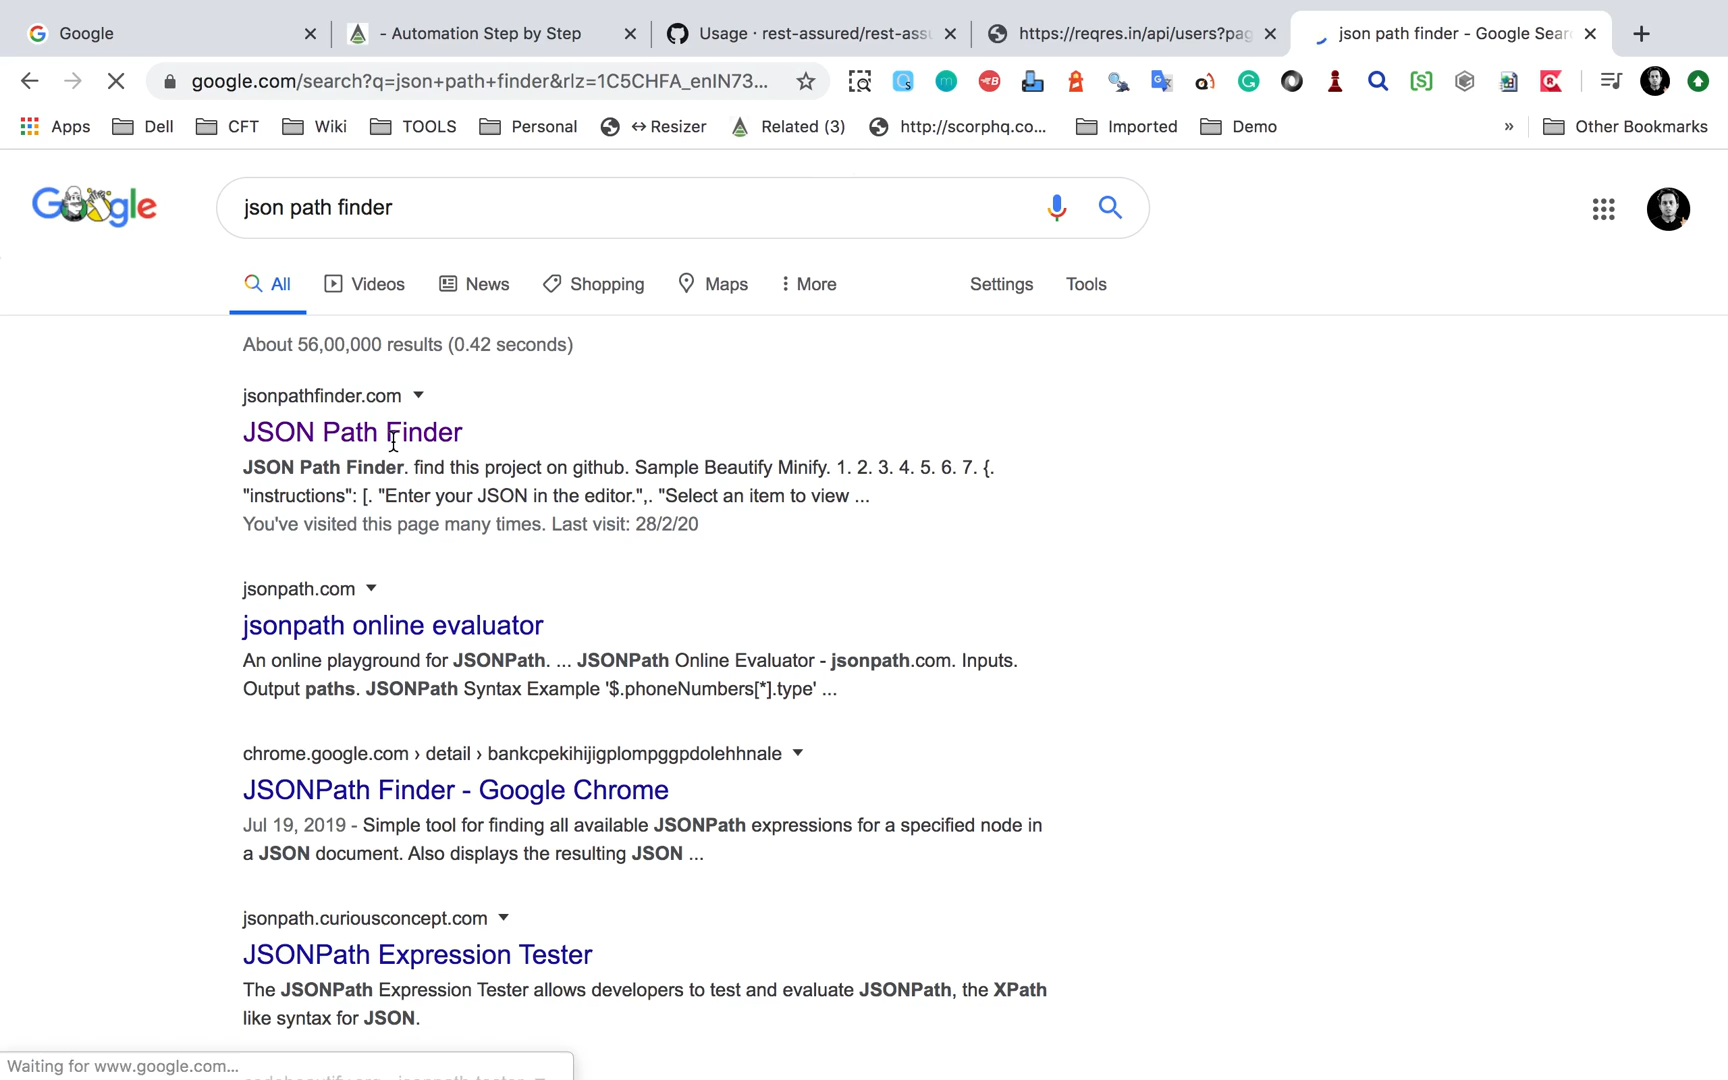 Google
- Automation Step by Step
Usage · rest-assured/rest-assu
https://reqres.in/api/users?pag
json path finder - Google Sear
google.com/search?q=json+path+finder&rlz=1C5CHFA_enIN73...
Apps
Dell
CFT
Wiki
TOOLS
Personal
↔Resizer
Related (3)
http://scorphq.co...
Imported
Demo
»
Other Bookmarks
Google
json path finder
All
Videos
News
Shopping
Maps
More
Settings
Tools
About 56,00,000 results (0.42 seconds)
jsonpathfinder.com
JSON Path Finder
JSON Path Finder. find this project on github. Sample Beautify Minify. 1. 2. 3. 4. 5. 6. 7. {.
"instructions": [. "Enter your JSON in the editor.",. "Select an item to view ...
You've visited this page many times. Last visit: 28/2/20
jsonpath.com
jsonpath online evaluator
An online playground for JSONPath. ... JSONPath Online Evaluator - jsonpath.com. Inputs.
Output paths. JSONPath Syntax Example '$.phoneNumbers[*].type' ...
chrome.google.com › detail › bankcpekihijigplompggpdolehhnale
JSONPath Finder - Google Chrome
Jul 19, 2019 - Simple tool for finding all available JSONPath expressions for a specified node in
a JSON document. Also displays the resulting JSON ...
jsonpath.curiousconcept.com
JSONPath Expression Tester
The JSONPath Expression Tester allows developers to test and evaluate JSONPath, the XPath
like syntax for JSON.
Waiting for www.google.com...